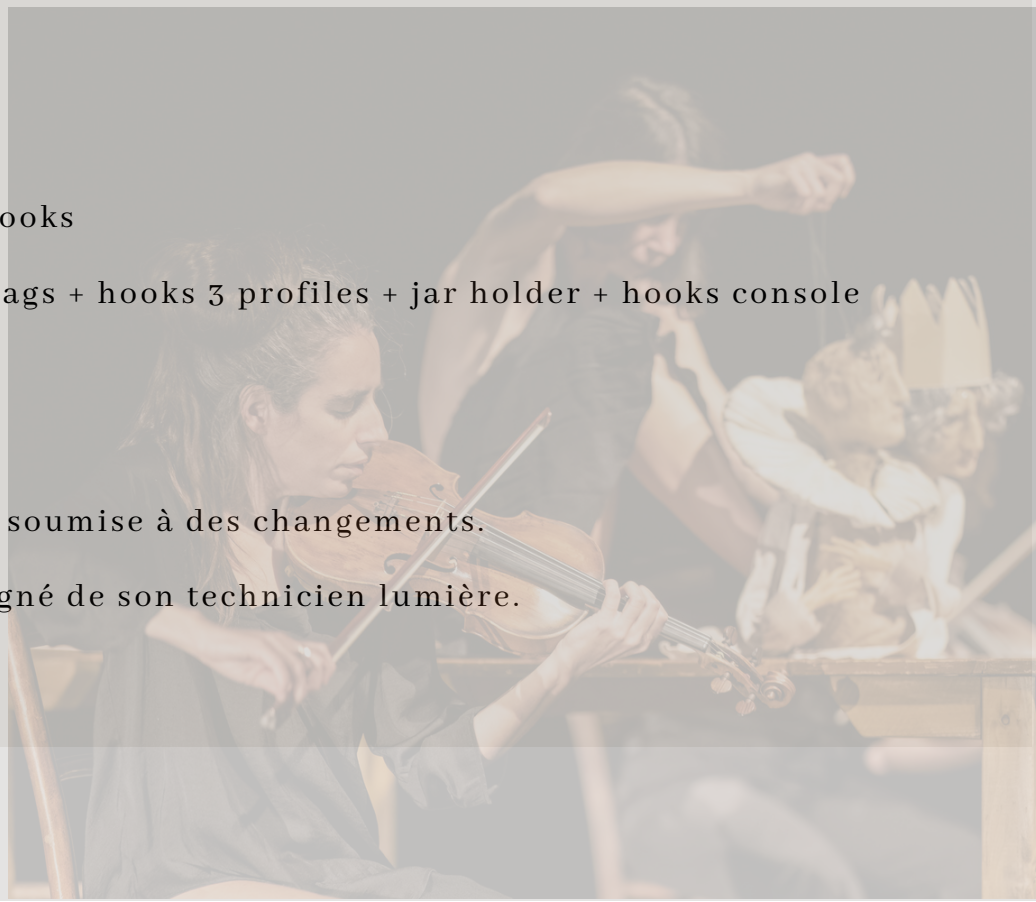 ooks
ags + hooks 3 profiles + jar holder + hooks console
soumise à des changements.
gné de son technicien lumière.